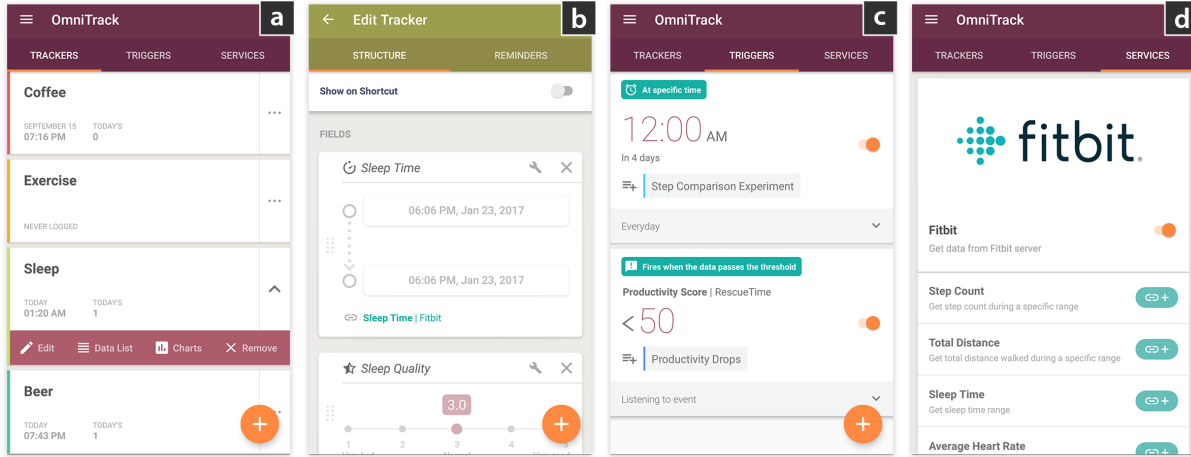 OmniTrack
a
TRACKERS TRIGGERS SERVICES
Coffee
SEPTEMBER 15 TODAY'S
07:16 PM 0
Exercise
NEVER LOGGED
Sleep
TODAY TODAY'S
01:20 AM 1
Edit Data List Charts Remove
Beer
TODAY TODAY'S
07:43 PM 1
+
Edit Tracker
b
STRUCTURE REMINDERS
Show on Shortcut
FIELDS
Sleep Time
06:06 PM, Jan 23, 2017
06:06 PM, Jan 23, 2017
Sleep Time | Fitbit
Sleep Quality
3.0
1 2 3 4 5
+
OmniTrack
c
TRACKERS TRIGGERS SERVICES
At specific time
12:00 AM
In 4 days
Step Comparison Experiment
Everyday
Fires when the data passes the threshold
Productivity Score | RescueTime
< 50
Productivity Drops
Listening to event
+
OmniTrack
d
TRACKERS TRIGGERS SERVICES
fitbit®
Fitbit
Get data from Fitbit server
Step Count
Get step count during a specific range
Total Distance
Get total distance walked during a specific range
Sleep Time
Get sleep time range
Average Heart Rate